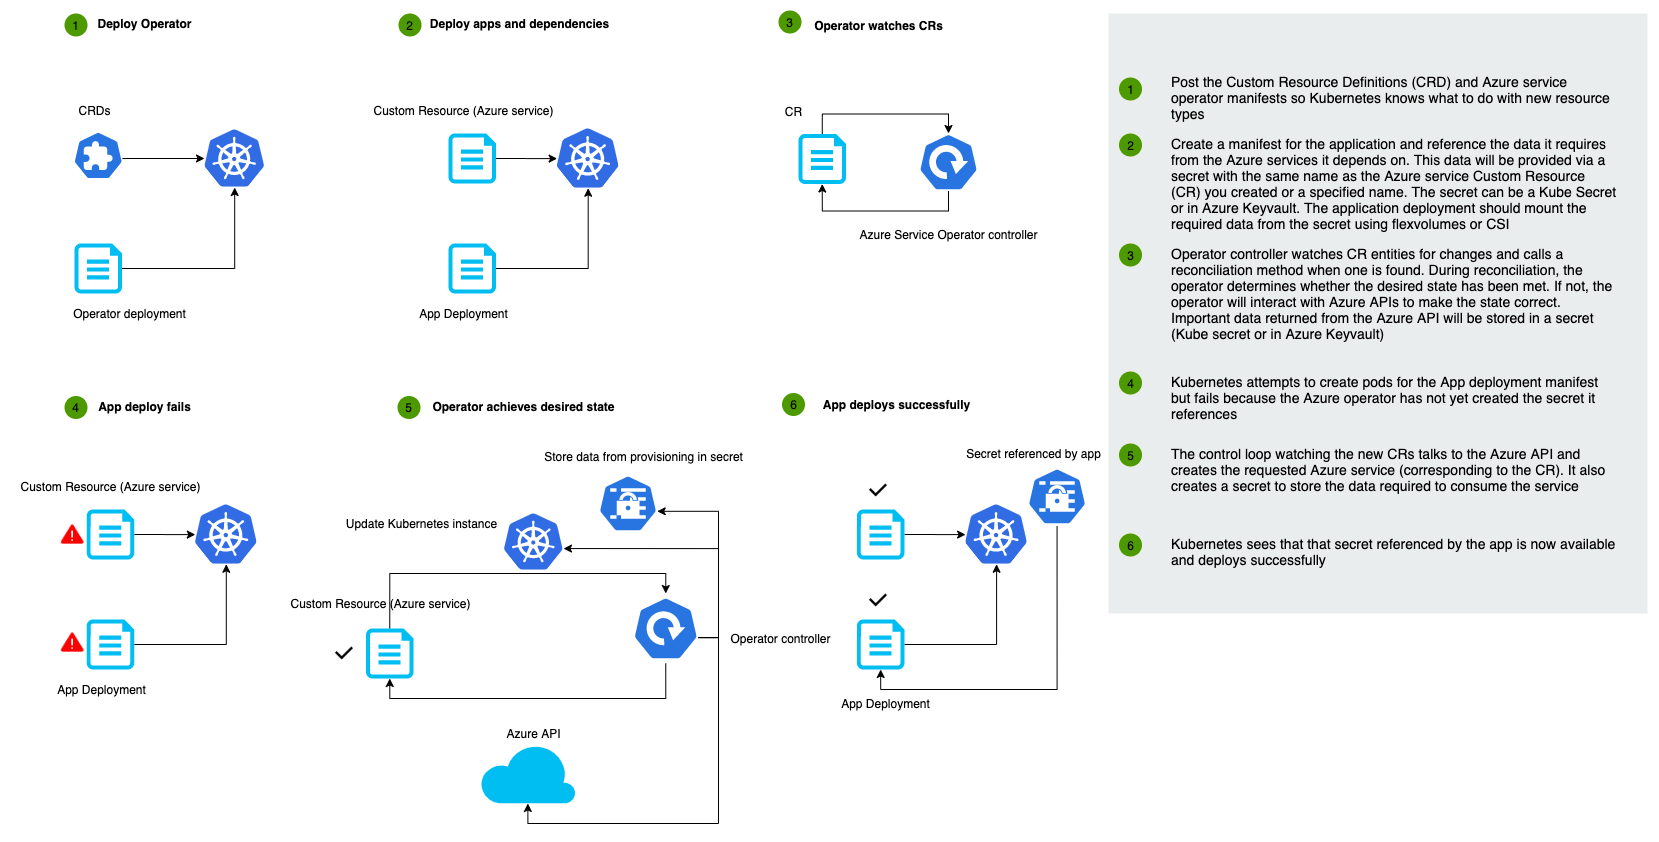 1 Deploy Operator
CRDs
Operator deployment
2 Deploy apps and dependencies
Custom Resource (Azure service)
App Deployment
3 Operator watches CRs
CR
Azure Service Operator controller
4 App deploy fails
Custom Resource (Azure service)
App Deployment
5 Operator achieves desired state
Store data from provisioning in secret
Update Kubernetes instance
Custom Resource (Azure service)
Operator controller
Azure API
6 App deploys successfully
Secret referenced by app
App Deployment
1 Post the Custom Resource Definitions (CRD) and Azure service
operator manifests so Kubernetes knows what to do with new resource
types
2 Create a manifest for the application and reference the data it requires
from the Azure services it depends on. This data will be provided via a
secret with the same name as the Azure service Custom Resource
(CR) you created or a specified name. The secret can be a Kube Secret
or in Azure Keyvault. The application deployment should mount the
required data from the secret using flexvolumes or CSI
3 Operator controller watches CR entities for changes and calls a
reconciliation method when one is found. During reconciliation, the
operator determines whether the desired state has been met. If not, the
operator will interact with Azure APIs to make the state correct.
Important data returned from the Azure API will be stored in a secret
(Kube secret or in Azure Keyvault)
4 Kubernetes attempts to create pods for the App deployment manifest
but fails because the Azure operator has not yet created the secret it
references
5 The control loop watching the new CRs talks to the Azure API and
creates the requested Azure service (corresponding to the CR). It also
creates a secret to store the data required to consume the service
6 Kubernetes sees that that secret referenced by the app is now available
and deploys successfully